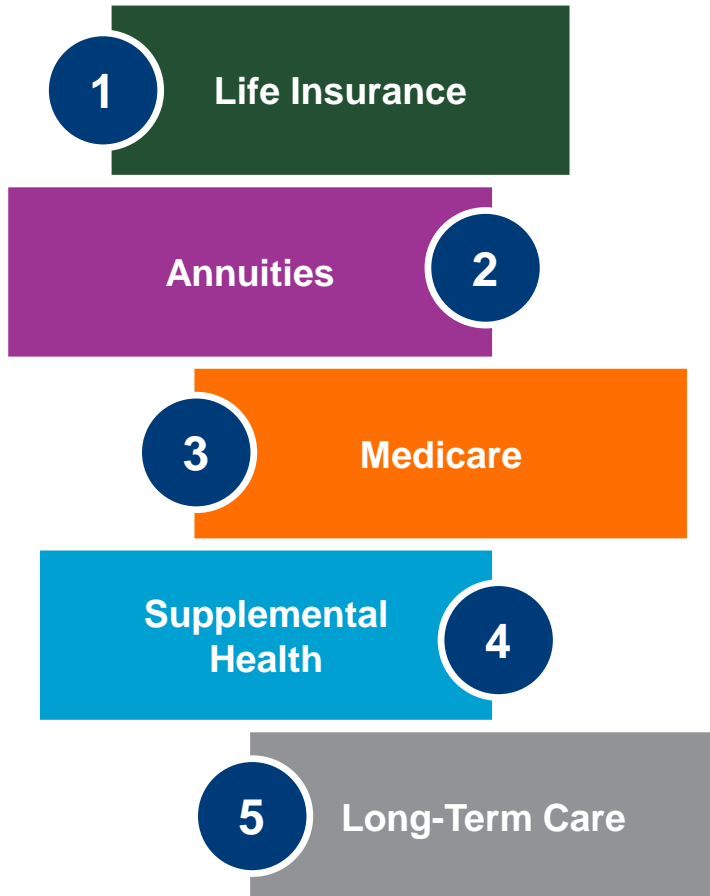 1
Life Insurance
Annuities
2
3
Medicare
Supplemental
Health
4
5
Long-Term Care